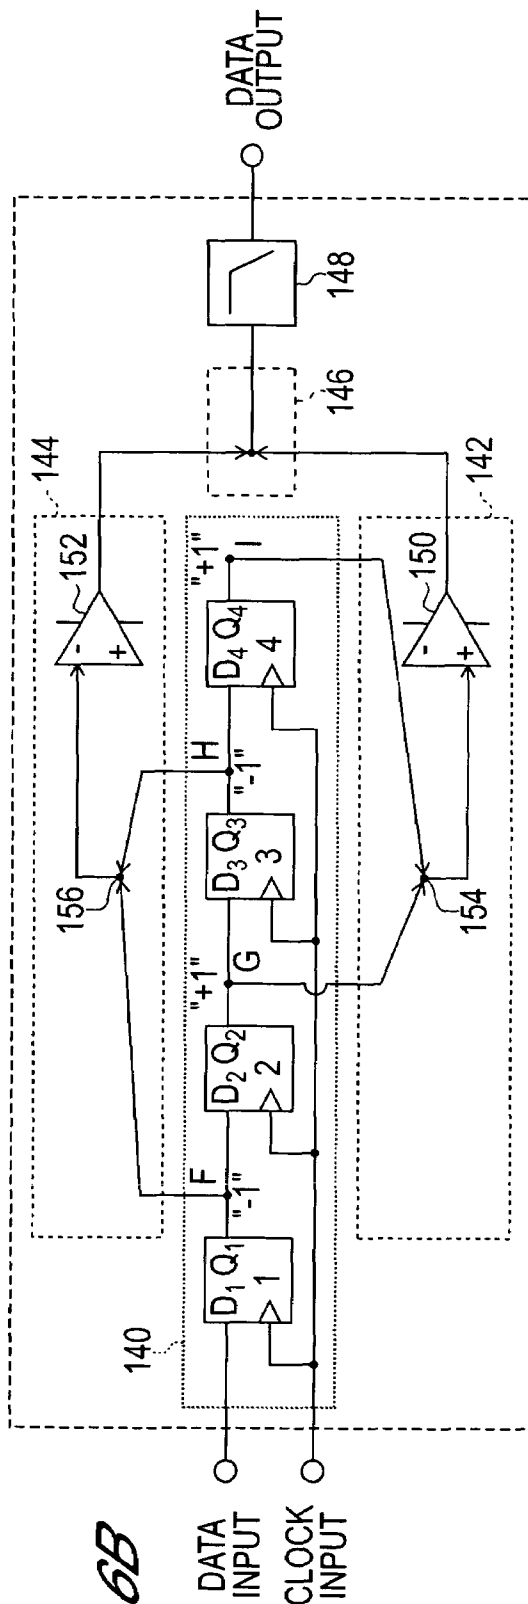 6B
DATA
INPUT
CLOCK
INPUT
140
D1 Q1
1
F
"-1"
D2 Q2
2
"+1"
G
D3 Q3
3
H
"-1"
D4 Q4
4
"+1"
I
156
-
+
152
144
154
-
+
150
142
146
148
DATA
OUTPUT